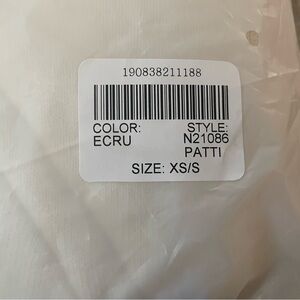 190838211188
COLOR: STYLE:
ECRU N21086
PATTI
SIZE: XS/S